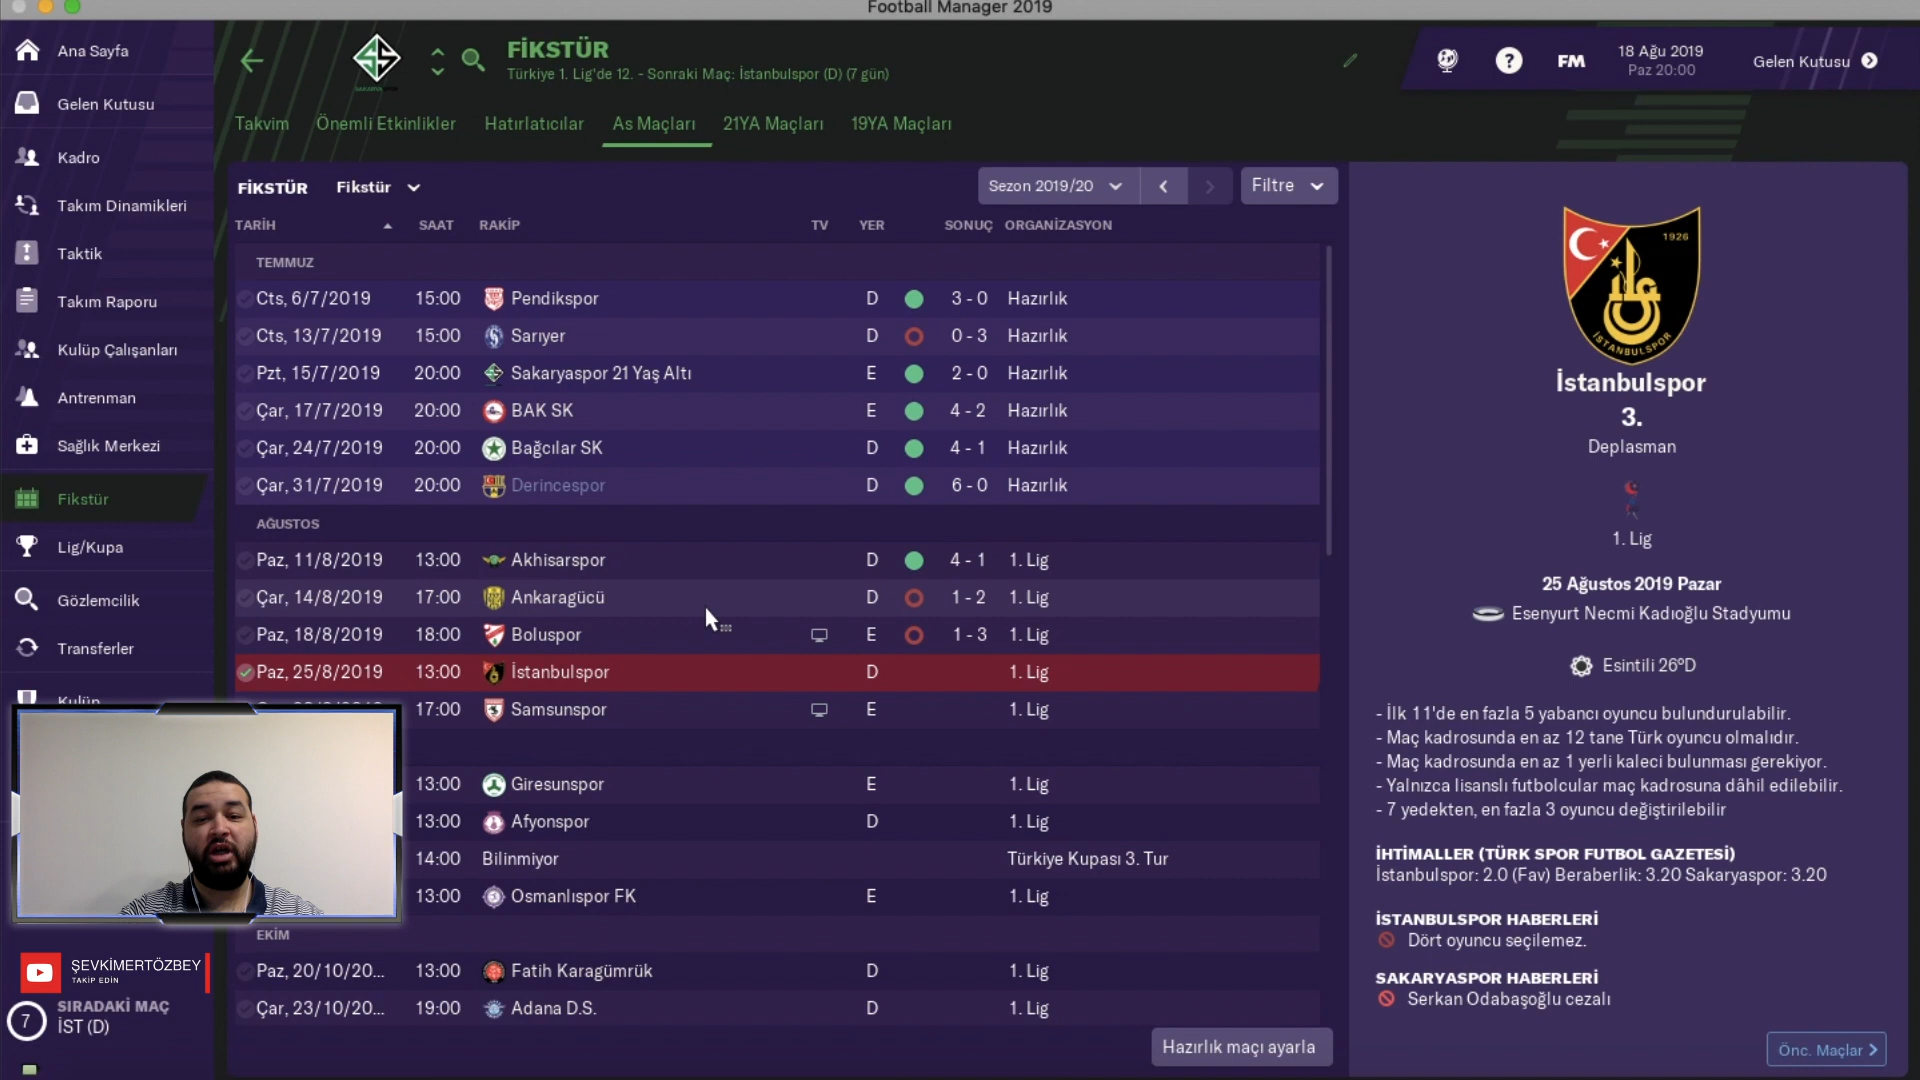 Football Manager 2019
Ana Sayfa
Gelen Kutusu
Kadro
Takım Dinamikleri
Taktik
Takım Raporu
Kulüp Çalışanları
Antrenman
Sağlık Merkezi
Fikstür
Lig/Kupa
Gözlemcilik
Transferler
Kulüp
FİKSTÜR
Türkiye 1. Lig'de 12. - Sonraki Maç: İstanbulspor (D) (7 gün)
? FM 18 Ağu 2019 Gelen Kutusu
Paz 20:00
Takvim Önemli Etkinlikler Hatırlatıcılar As Maçları 21YA Maçları 19YA Maçları
FİKSTÜR Fikstür Sezon 2019/20 Filtre
TARİH SAAT RAKİP TV YER SONUÇ ORGANİZASYON
TEMMUZ
Cts, 6/7/2019 15:00 Pendikspor D 3 - 0 Hazırlık
Cts, 13/7/2019 15:00 Sarıyer D 0 - 3 Hazırlık
Pzt, 15/7/2019 20:00 Sakaryaspor 21 Yaş Altı E 2 - 0 Hazırlık
Çar, 17/7/2019 20:00 BAK SK E 4 - 2 Hazırlık
Çar, 24/7/2019 20:00 Bağcılar SK D 4 - 1 Hazırlık
Çar, 31/7/2019 20:00 Derincespor D 6 - 0 Hazırlık
AĞUSTOS
Paz, 11/8/2019 13:00 Akhisarspor D 4 - 1 1. Lig
Çar, 14/8/2019 17:00 Ankaragücü D 1 - 2 1. Lig
Paz, 18/8/2019 18:00 Boluspor E 1 - 3 1. Lig
Paz, 25/8/2019 13:00 İstanbulspor D 1. Lig
17:00 Samsunspor E 1. Lig
13:00 Giresunspor E 1. Lig
13:00 Afyonspor D 1. Lig
14:00 Bilinmiyor Türkiye Kupası 3. Tur
13:00 Osmanlıspor FK E 1. Lig
EKİM
Paz, 20/10/20... 13:00 Fatih Karagümrük D 1. Lig
Çar, 23/10/20... 19:00 Adana D.S. D 1. Lig
Hazırlık maçı ayarla
1926
İSTANBULSPOR
İstanbulspor
3.
Deplasman
1. Lig
25 Ağustos 2019 Pazar
Esenyurt Necmi Kadıoğlu Stadyumu
Esintili 26ºD
- İlk 11'de en fazla 5 yabancı oyuncu bulundurulabilir.
- Maç kadrosunda en az 12 tane Türk oyuncu olmalıdır.
- Maç kadrosunda en az 1 yerli kaleci bulunması gerekiyor.
- Yalnızca lisanslı futbolcular maç kadrosuna dâhil edilebilir.
- 7 yedekten, en fazla 3 oyuncu değiştirilebilir
İHTİMALLER (TÜRK SPOR FUTBOL GAZETESİ)
İstanbulspor: 2.0 (Fav) Beraberlik: 3.20 Sakaryaspor: 3.20
İSTANBULSPOR HABERLERİ
Dört oyuncu seçilemez.
SAKARYASPOR HABERLERİ
Serkan Odabaşoğlu cezalı
Önc. Maçlar
ŞEVKİMERTÖZBEY
TAKİP EDİN
7 SIRADAKİ MAÇ
İST (D)